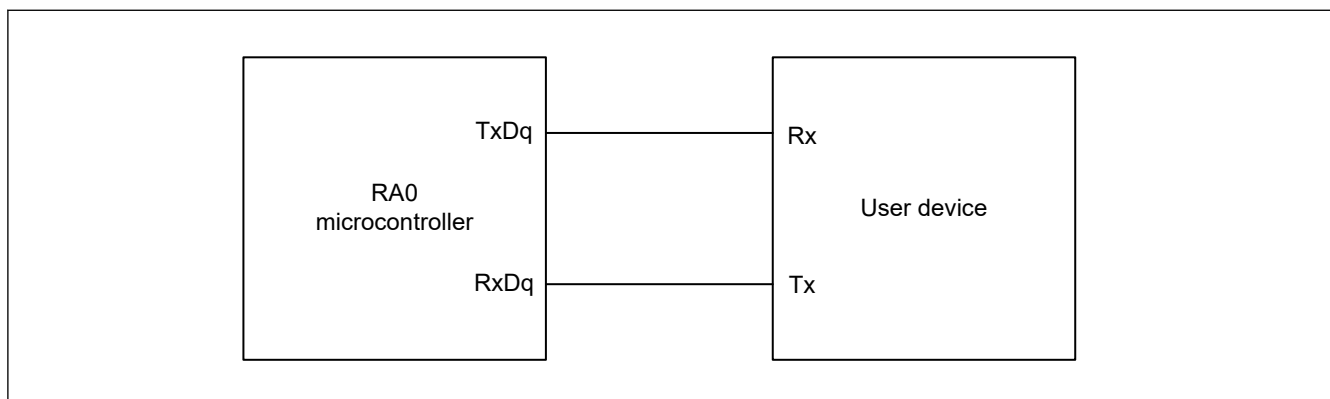 TxDq
Rx
RA0
microcontroller
User device
RxDq
Tx